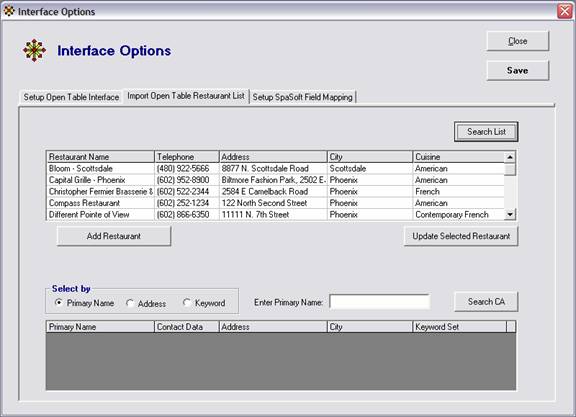 Interface Options
Interface Options
Close
Save
Setup Open Table Interface Import Open Table Restaurant List Setup SpaSoft Field Mapping
Search List
Restaurant Name Telephone Address City Cuisine
Bloom - Scottsdale (480) 922-5666 8877 N. Scottsdale Road Scottsdale American
Capital Grille - Phoenix (602) 952-8900 Biltmore Fashion Park, 2502 E. Phoenix American
Christopher Fermier Brasserie & (602) 522-2344 2584 E Camelback Road Phoenix French
Compass Restaurant (602) 252-1234 122 North Second Street Phoenix American
Different Pointe of View (602) 866-6350 11111 N. 7th Street Phoenix Contemporary French
Add Restaurant Update Selected Restaurant
Select by
Primary Name Address Keyword Enter Primary Name: Search CA
Primary Name Contact Data Address City Keyword Set